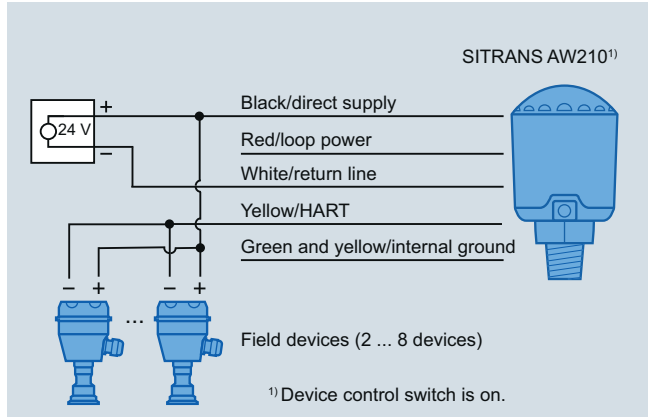 SITRANS AW210¹⁾
+
Black/direct supply
24 V
Red/loop power
–
White/return line
Yellow/HART
Green and yellow/internal ground
– + – +
...
Field devices (2 ... 8 devices)
¹⁾ Device control switch is on.